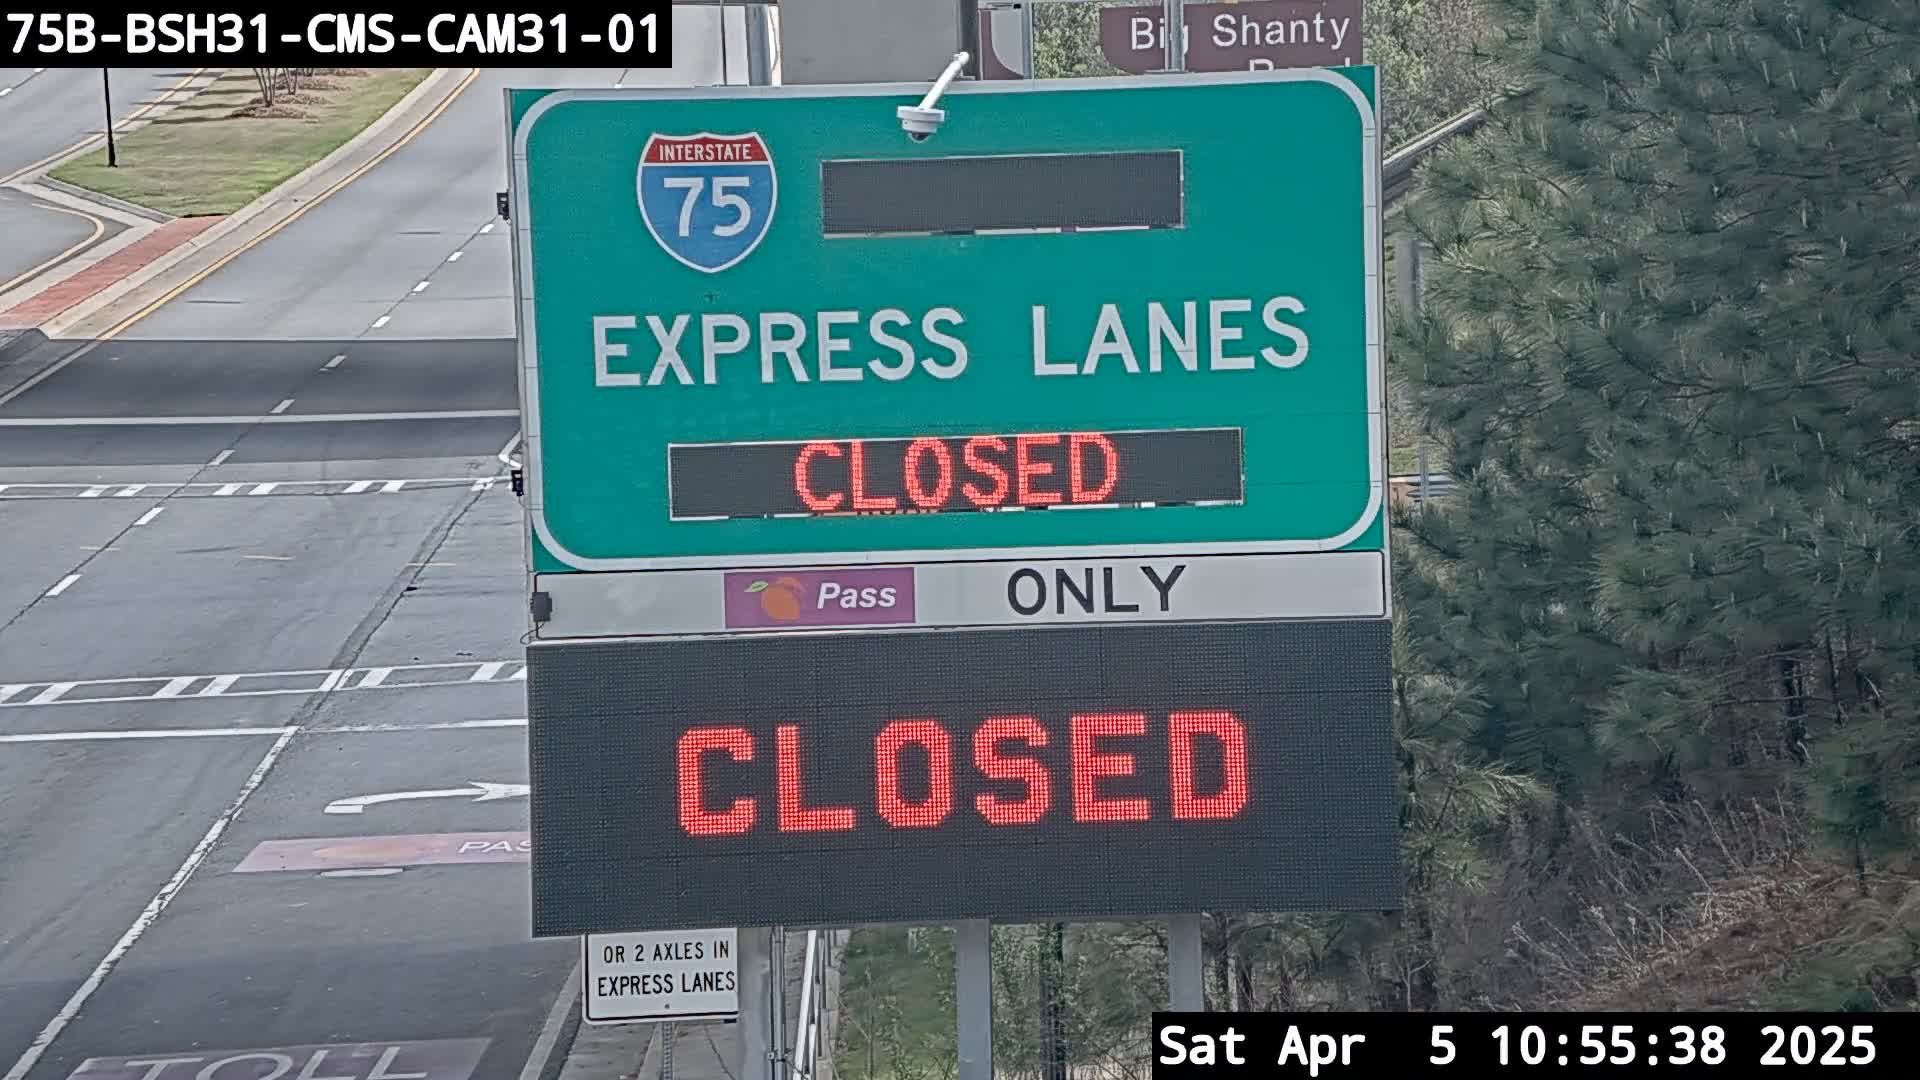 75B-BSH31-CMS-CAM31-01
Big Shanty
INTERSTATE
75
EXPRESS LANES
CLOSED
Pass ONLY
CLOSED
PAS
OR 2 AXLES IN
EXPRESS LANES
TOLL
Sat Apr 5 10:55:38 2025